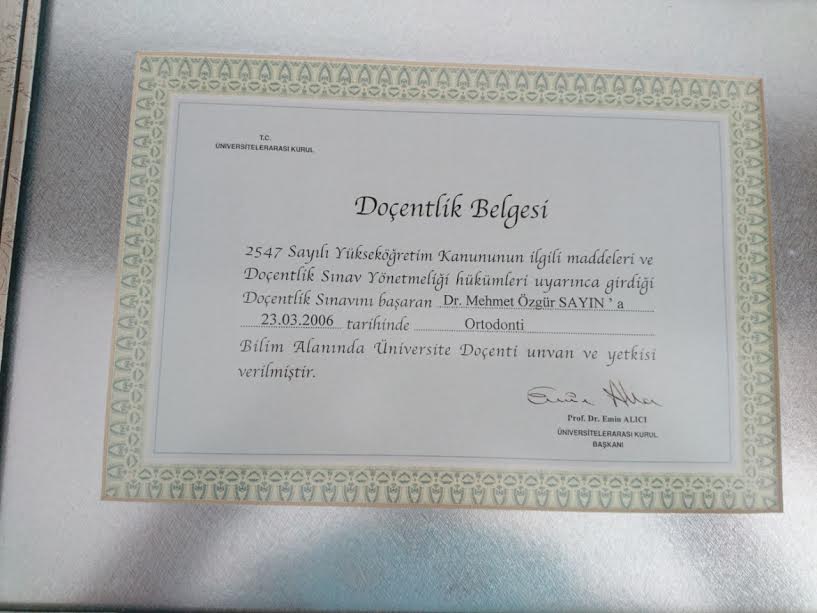 T.C.
ÜNİVERSİTELERARASI KURUL
Doçentlik Belgesi
2547 Sayılı Yükseköğretim Kanununun ilgili maddeleri ve
Doçentlik Sınav Yönetmeliği hükümleri uyarınca girdiği
Doçentlik Sınavını başaran Dr. Mehmet Özgür SAYIN ' a
23.03.2006 tarihinde Ortodonti
Bilim Alanında Üniversite Doçenti unvan ve yetkisi
verilmiştir.
Emin Alıcı
Prof. Dr. Emin ALICI
ÜNİVERSİTELERARASI KURUL
BAŞKANI